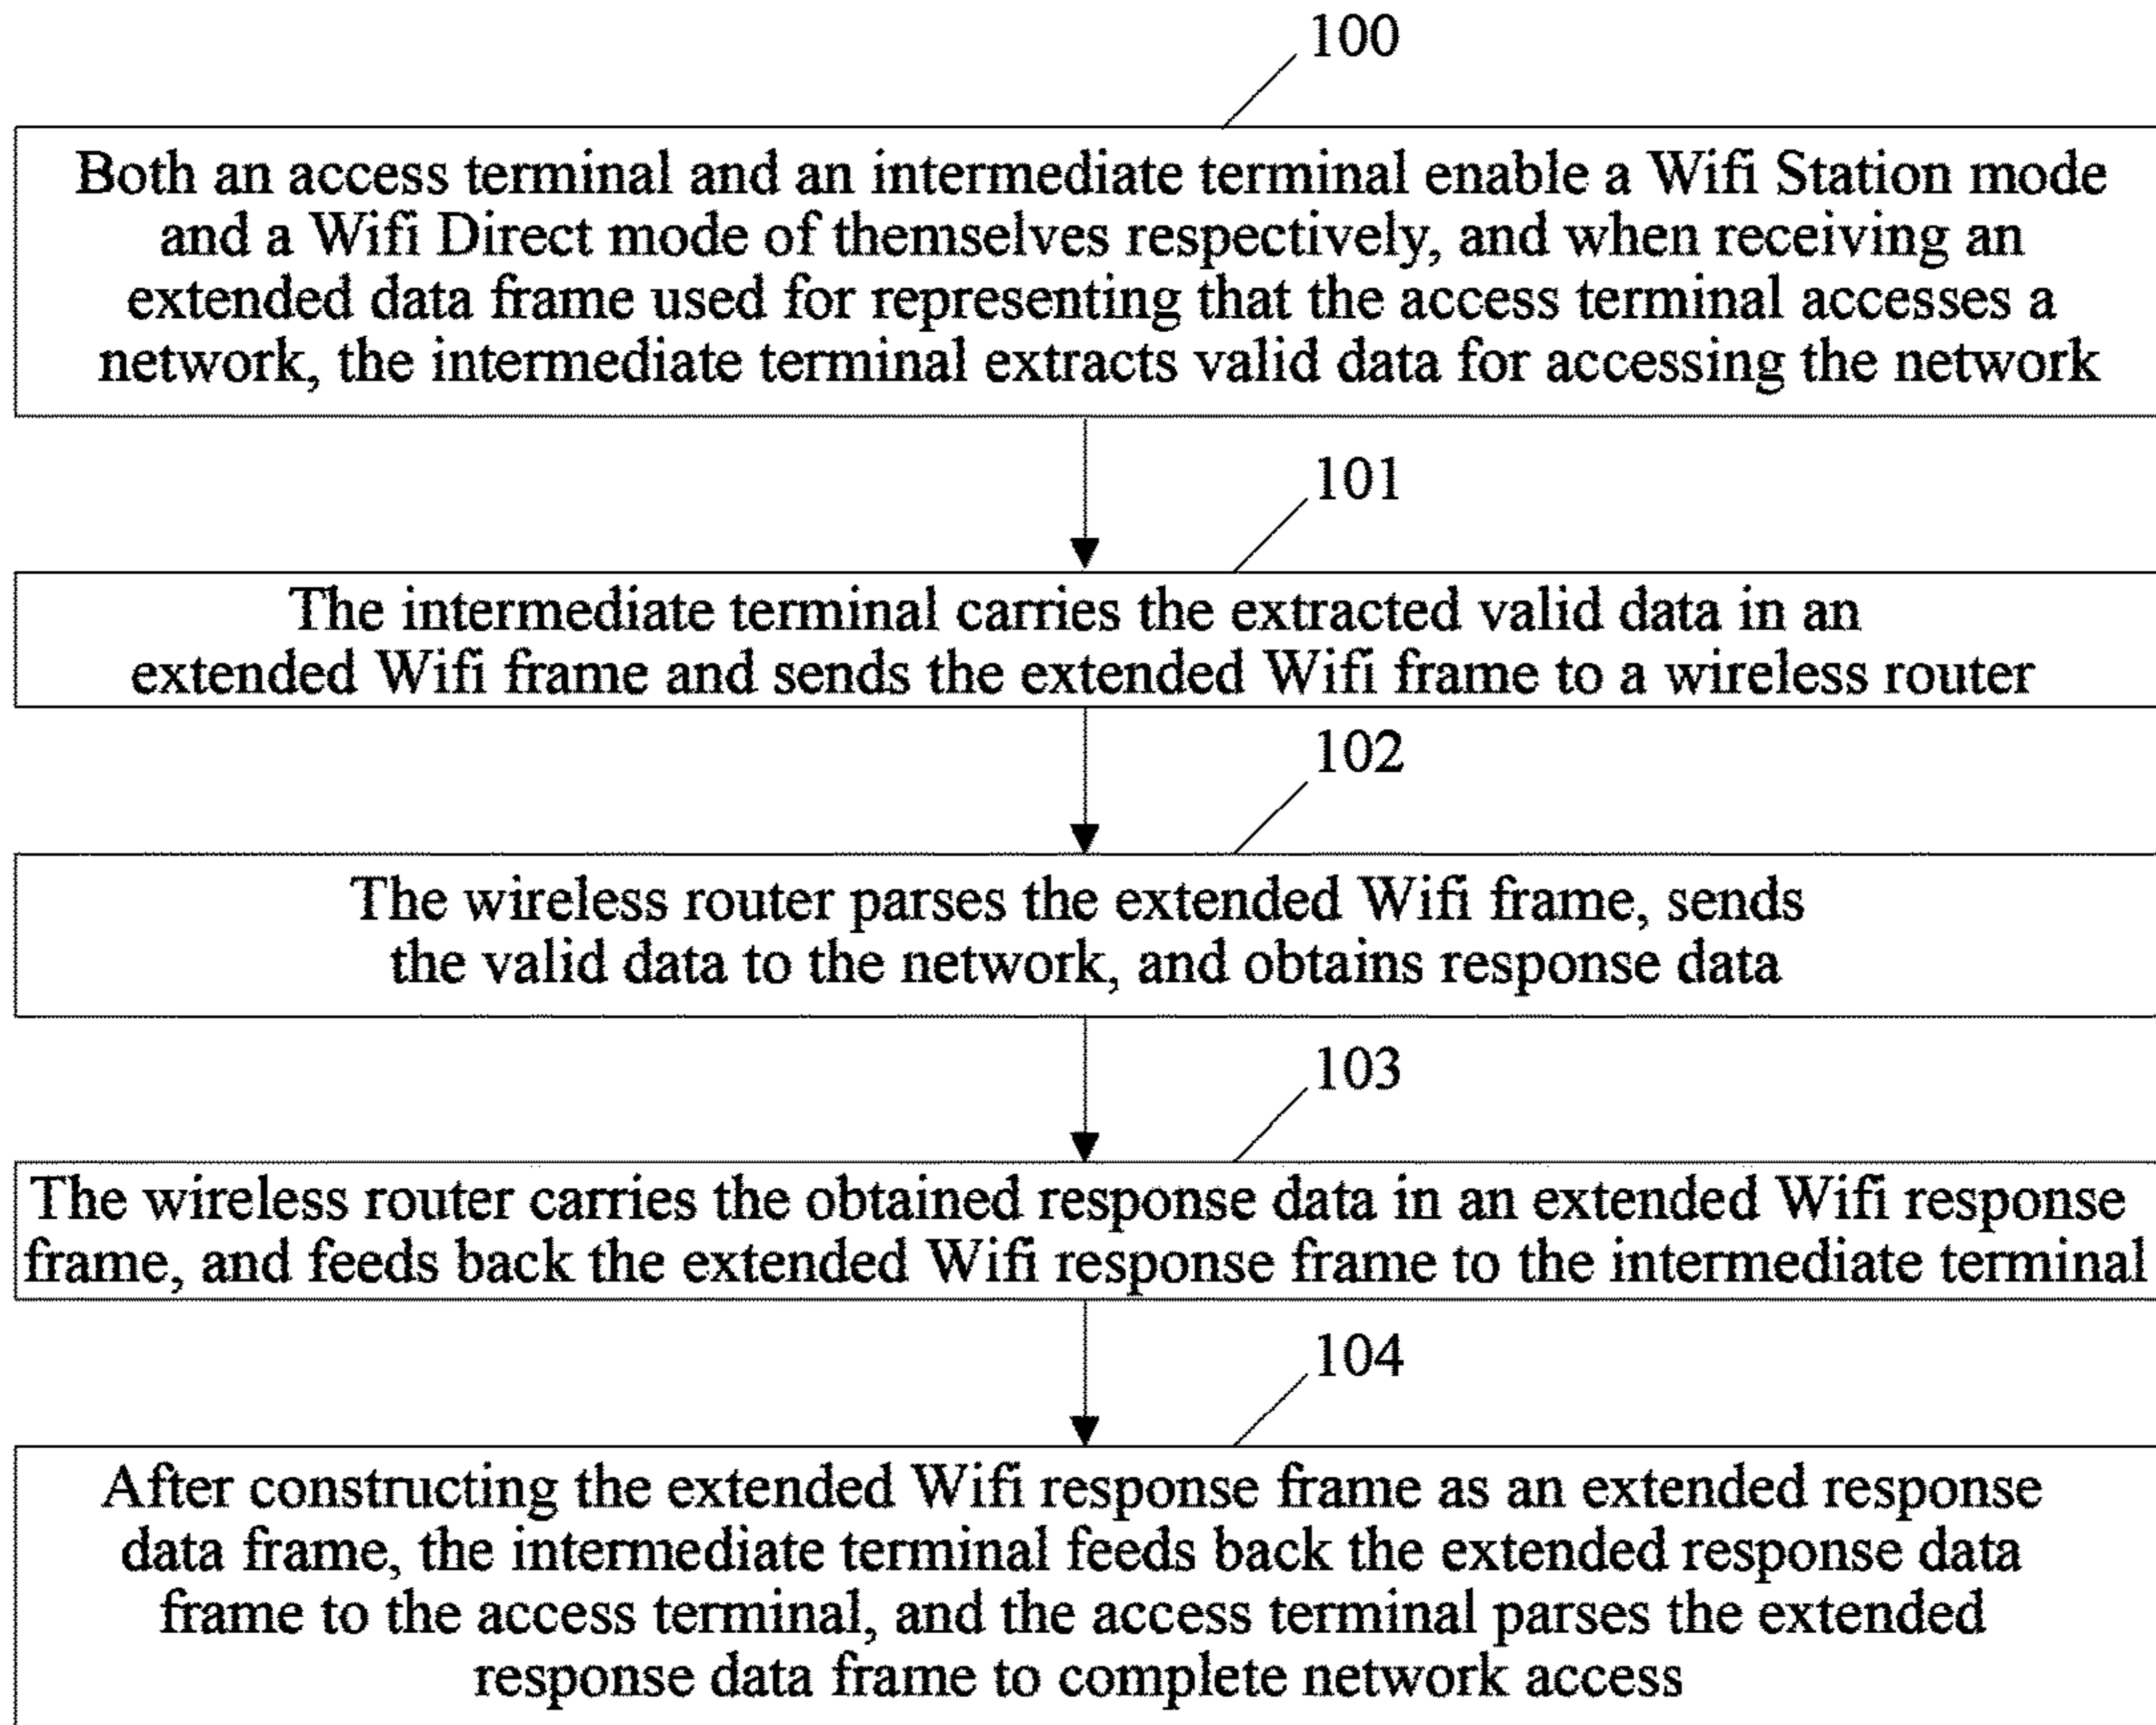 100
Both an access terminal and an intermediate terminal enable a Wifi Station mode
and a Wifi Direct mode of themselves respectively, and when receiving an
extended data frame used for representing that the access terminal accesses a
network, the intermediate terminal extracts valid data for accessing the network
101
The intermediate terminal carries the extracted valid data in an
extended Wifi frame and sends the extended Wifi frame to a wireless router
102
The wireless router parses the extended Wifi frame, sends
the valid data to the network, and obtains response data
103
The wireless router carries the obtained response data in an extended Wifi response
frame, and feeds back the extended Wifi response frame to the intermediate terminal
104
After constructing the extended Wifi response frame as an extended response
data frame, the intermediate terminal feeds back the extended response data
frame to the access terminal, and the access terminal parses the extended
response data frame to complete network access